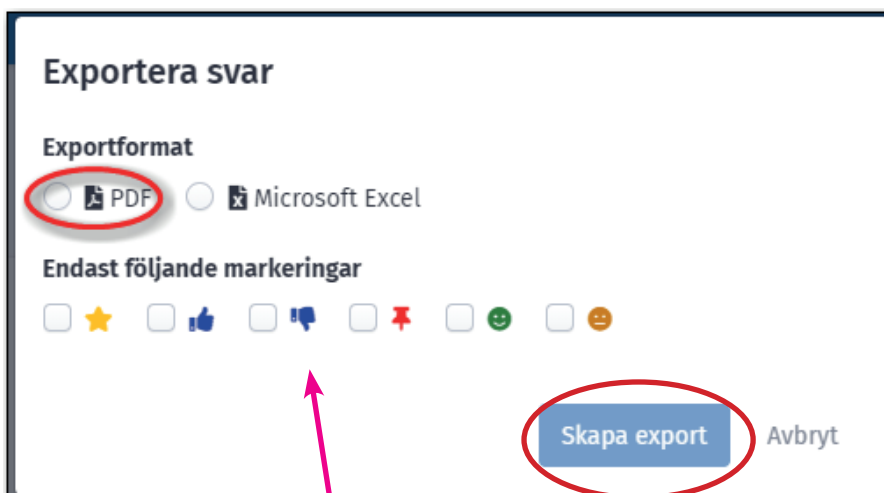 Exportera svar
Exportformat
PDF Microsoft Excel
Endast följande markeringar
Skapa export Avbryt